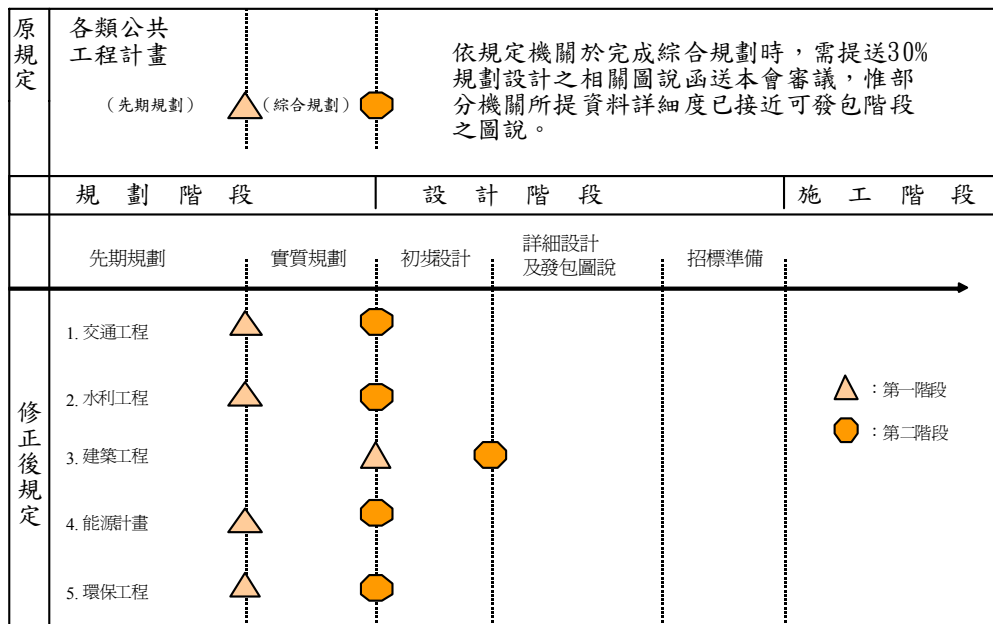 原規定
各類公共
工程計畫
(先期規劃)
(綜合規劃)
依規定機關於完成綜合規劃時，需提送30%
規劃設計之相關圖說函送本會審議，惟部
分機關所提資料詳細度已接近可發包階段
之圖說。
規劃階段
設計階段
施工階段
先期規劃
實質規劃
初步設計
詳細設計
及發包圖說
招標準備
修正後規定
1. 交通工程
2. 水利工程
3. 建築工程
4. 能源計畫
5. 環保工程
：第一階段
：第二階段